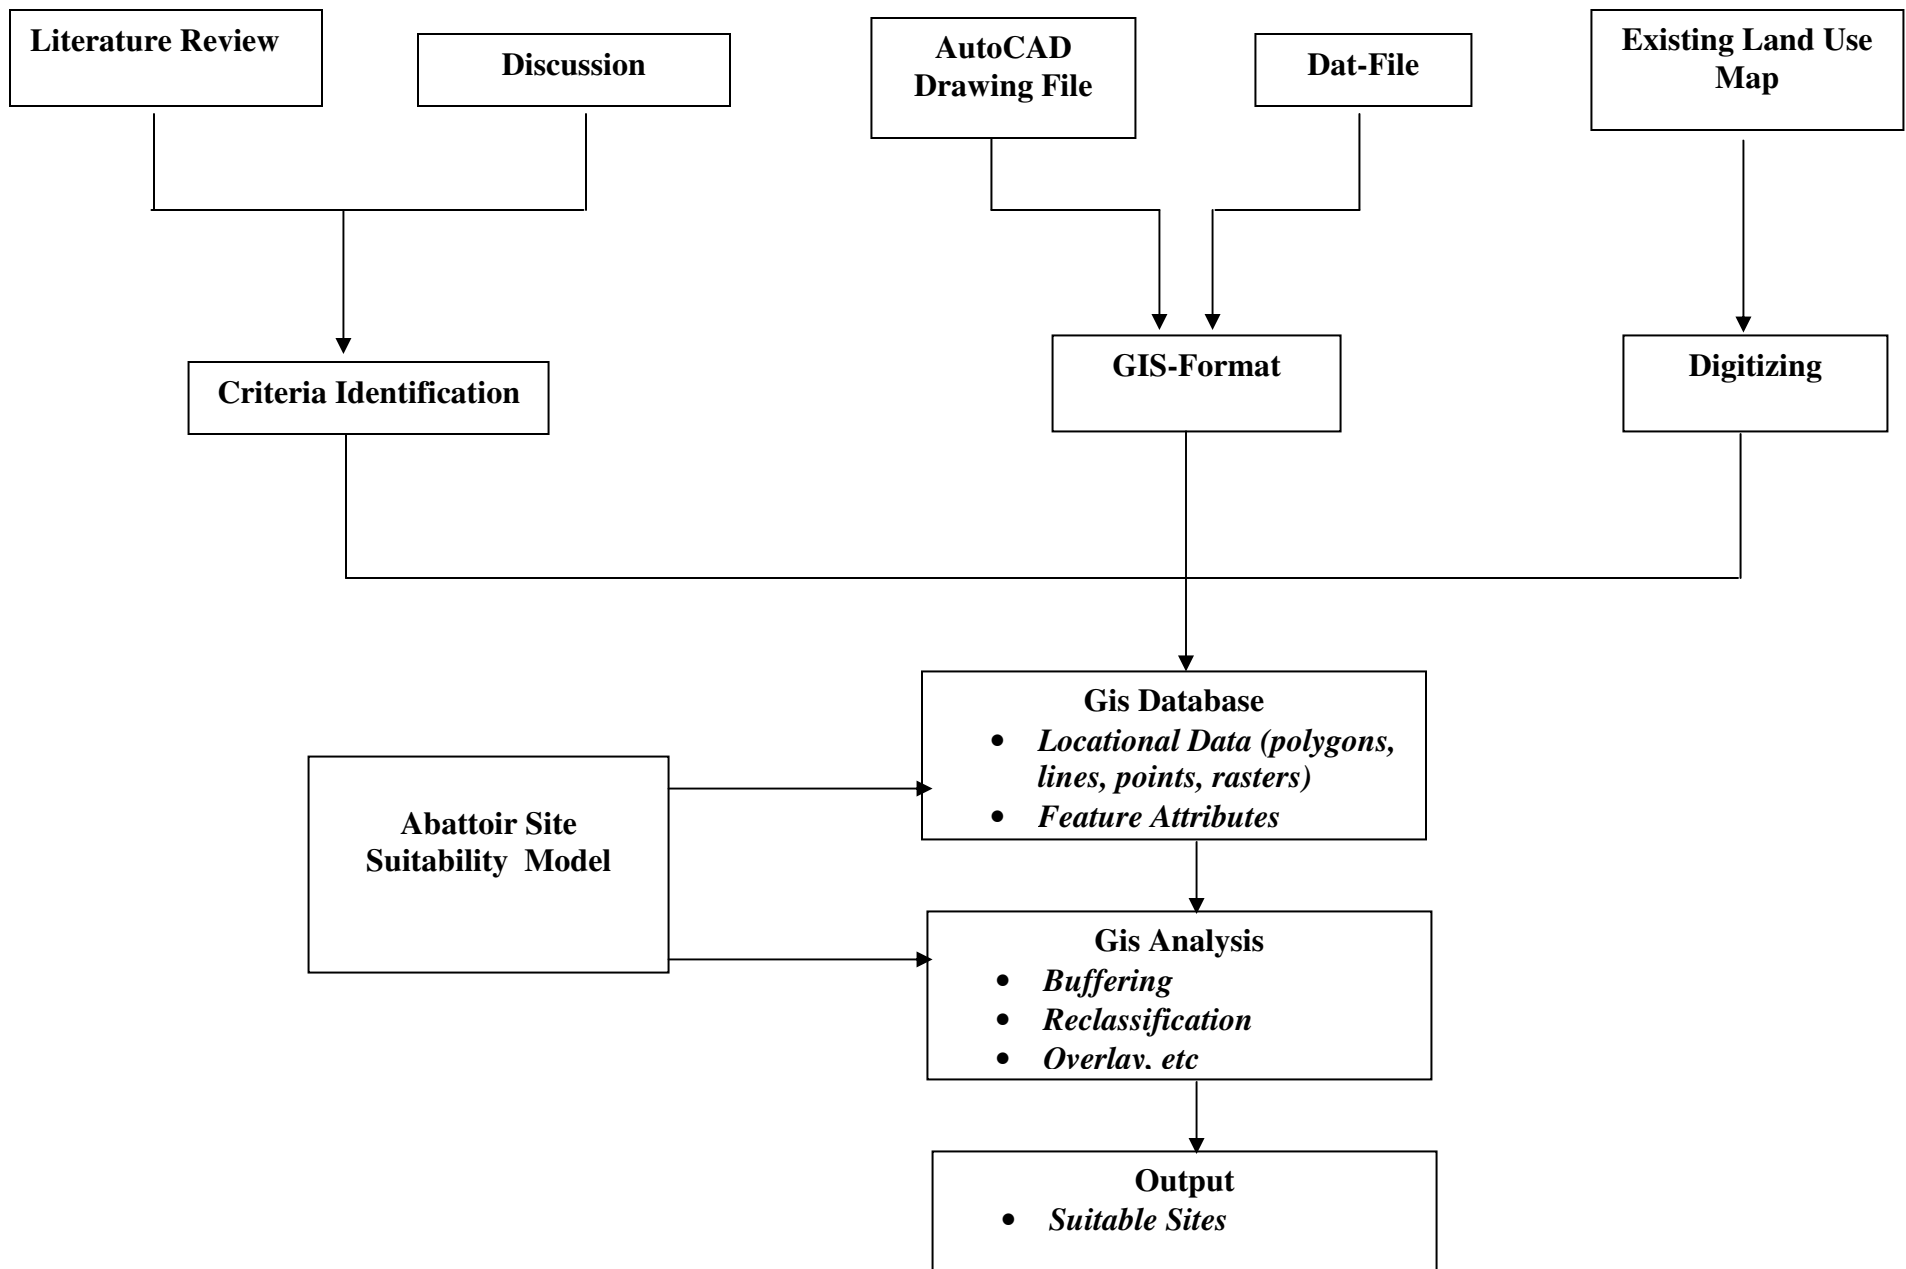 Literature Review
Discussion
AutoCAD
Drawing File
Dat-File
Existing Land Use
Map
Criteria Identification
GIS-Format
Digitizing
Gis Database
• Locational Data (polygons,
lines, points, rasters)
• Feature Attributes
Abattoir Site
Suitability Model
Gis Analysis
• Buffering
• Reclassification
• Overlay, etc
Output
• Suitable Sites